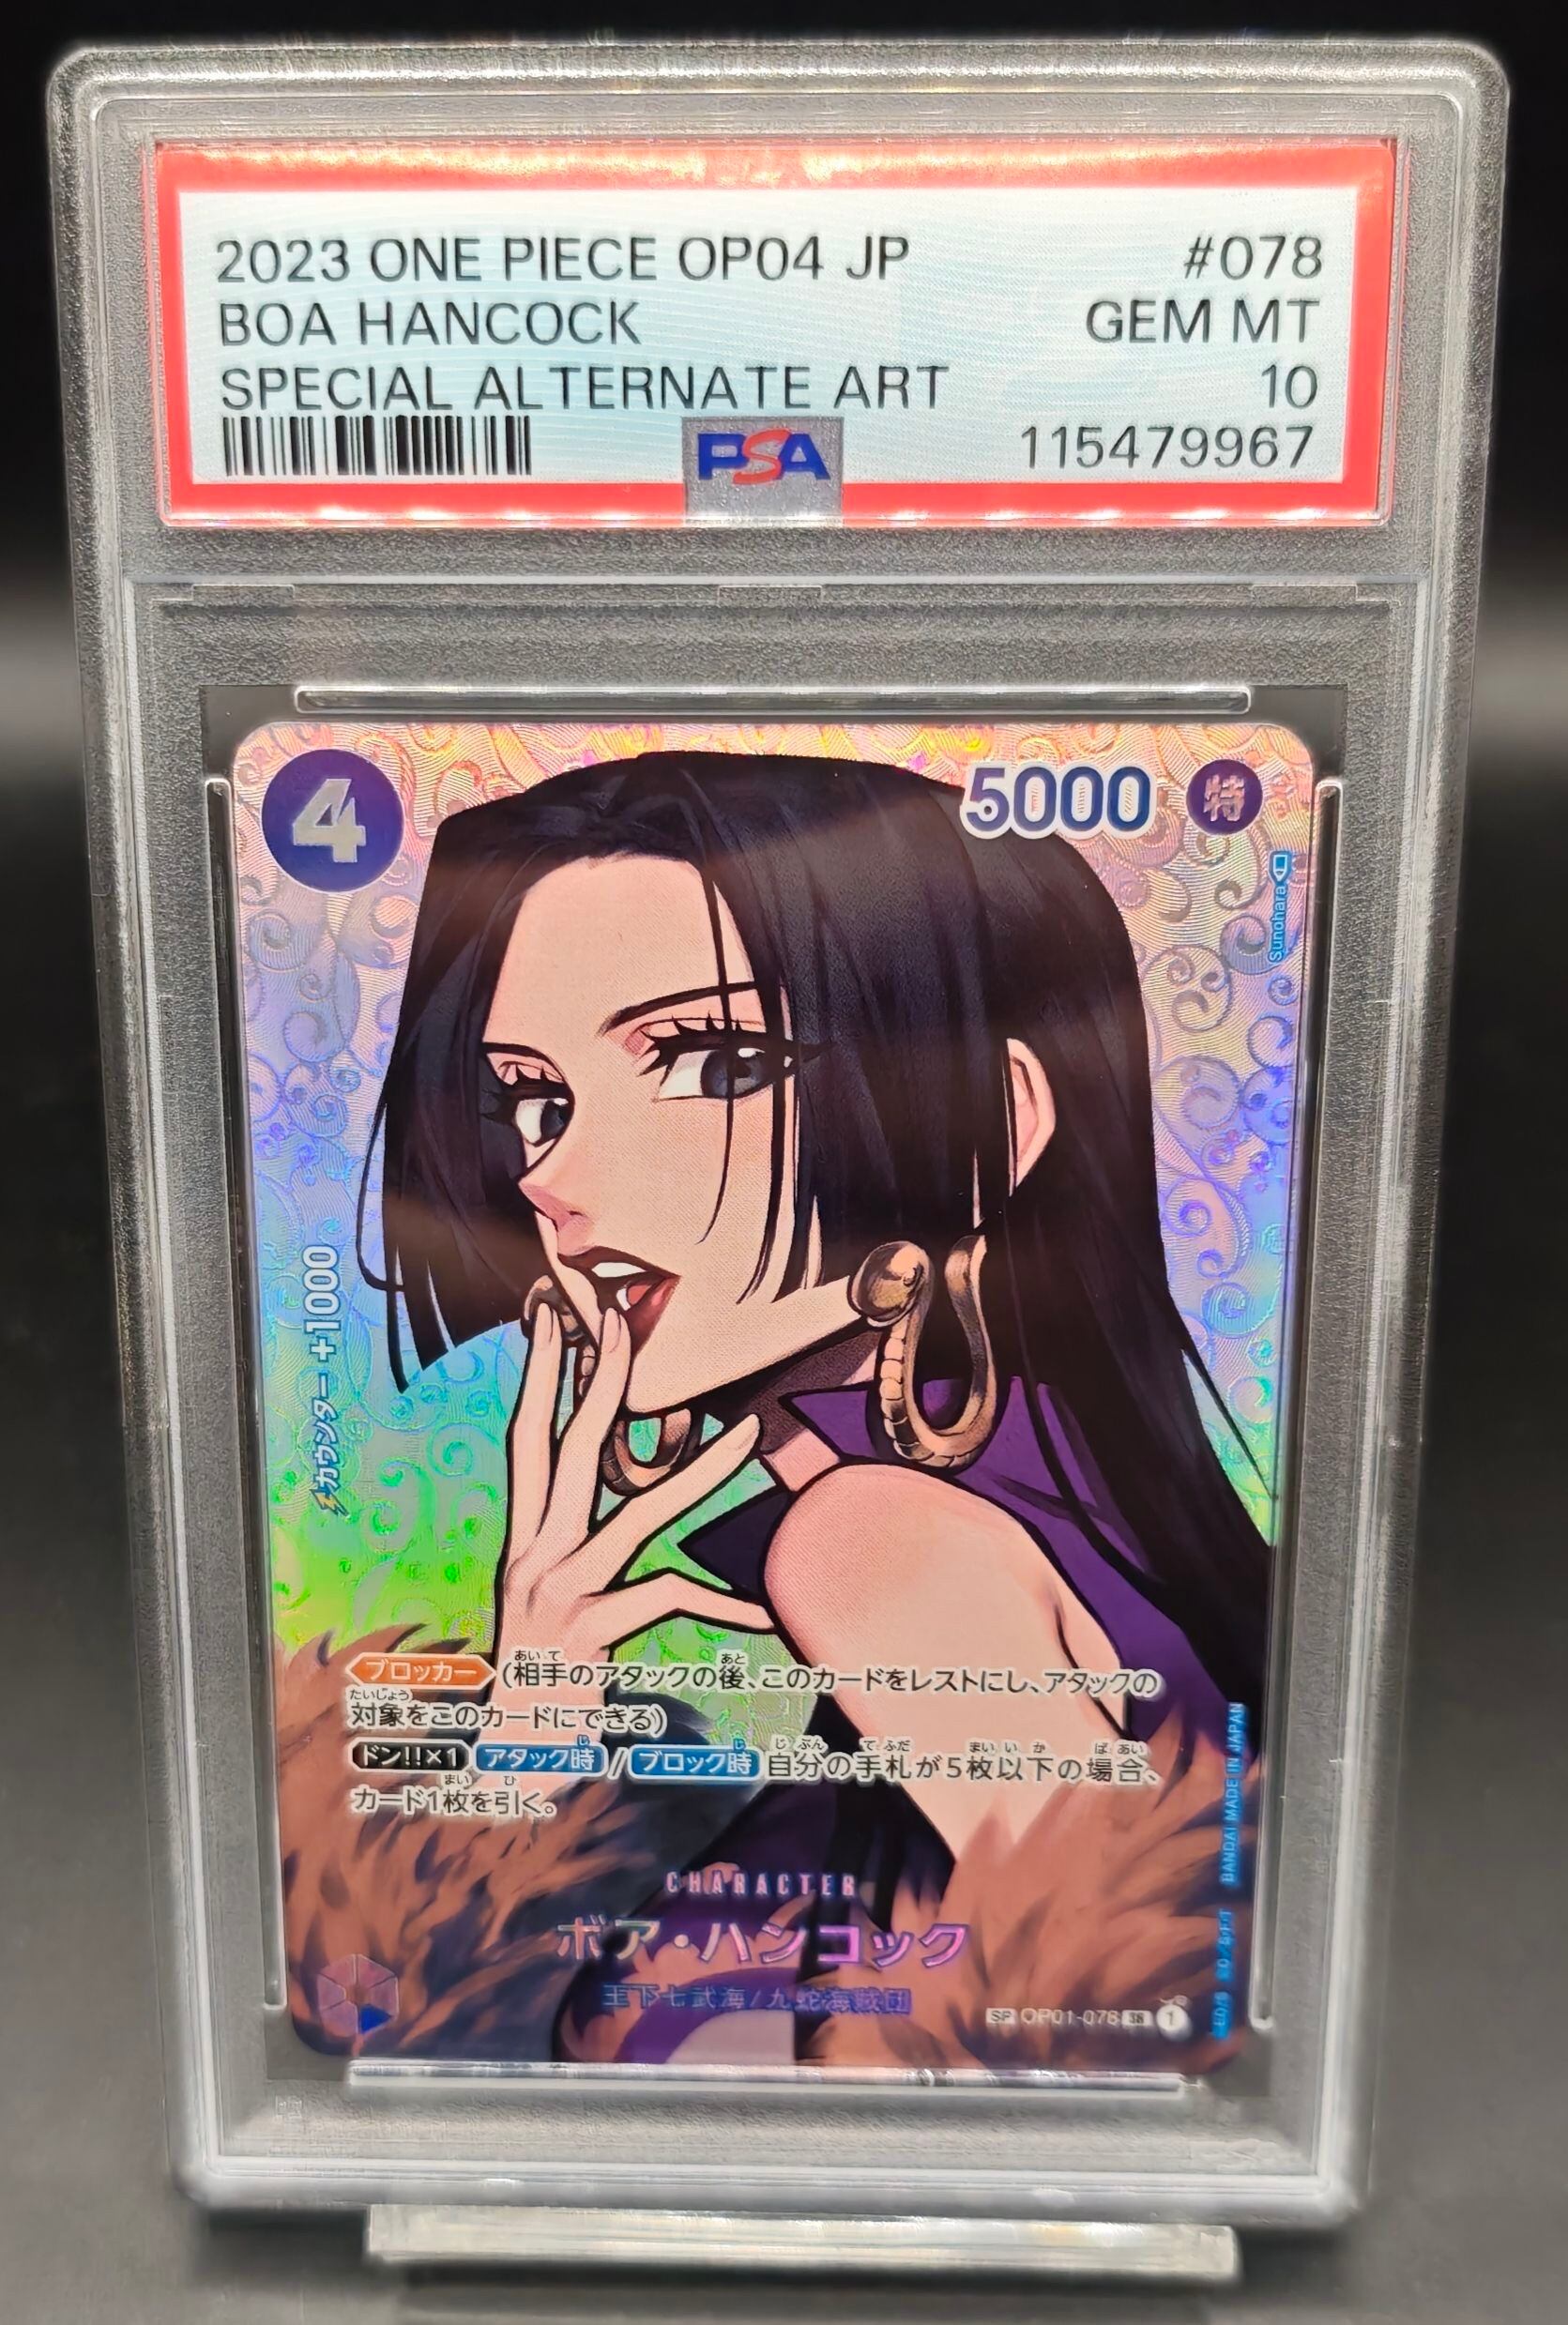 2023 ONE PIECE OP04 JP #078
BOA HANCOCK GEM MT
SPECIAL ALTERNATE ART 10
PSA 115479967
4
5000 特
Sunohara
カウンター +1000
ブロッカー (相手のアタックの後、このカードをレストにし、アタックの
対象をこのカードにできる)
ドン!!×1 アタック時 / ブロック時 自分の手札が5枚以下の場合、
カード1枚を引く。
CHARACTER
ボア・ハンコック
王下七武海/九蛇海賊団
SP OP01-078 SR 1
BANDAI MADE IN JAPAN